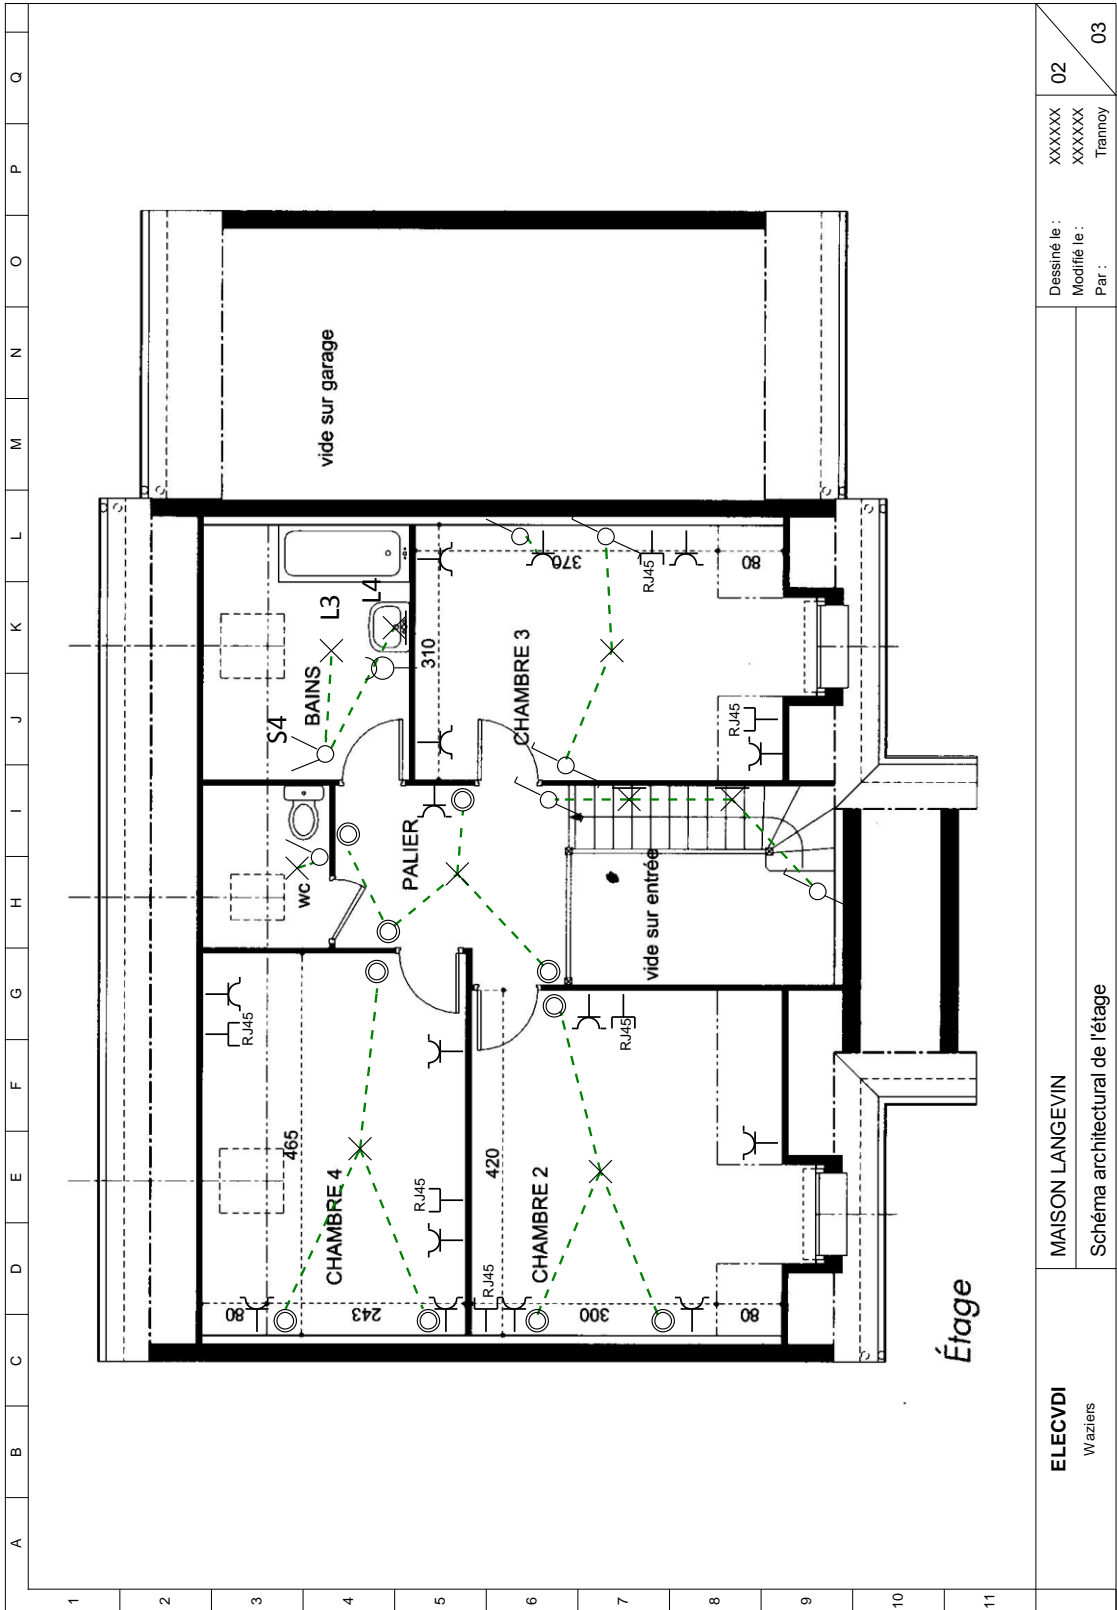 A B C D E F G H I J K L M N O P Q
1
2
3
4
5
6
7
8
9
10
11
vide sur garage
S4
BAINS
L3
L4
WC
310
RJ45
465
CHAMBRE 4
80
243
RJ45
PALIER
CHAMBRE 3
370
RJ45
80
RJ45
RJ45
420
CHAMBRE 2
300
80
RJ45
vide sur entrée
Étage
ELECVDI
Waziers
MAISON LANGEVIN
Schéma architectural de l'étage
Dessiné le : XXXXXX
Modifié le : XXXXXX
Par : Trannoy
02
03